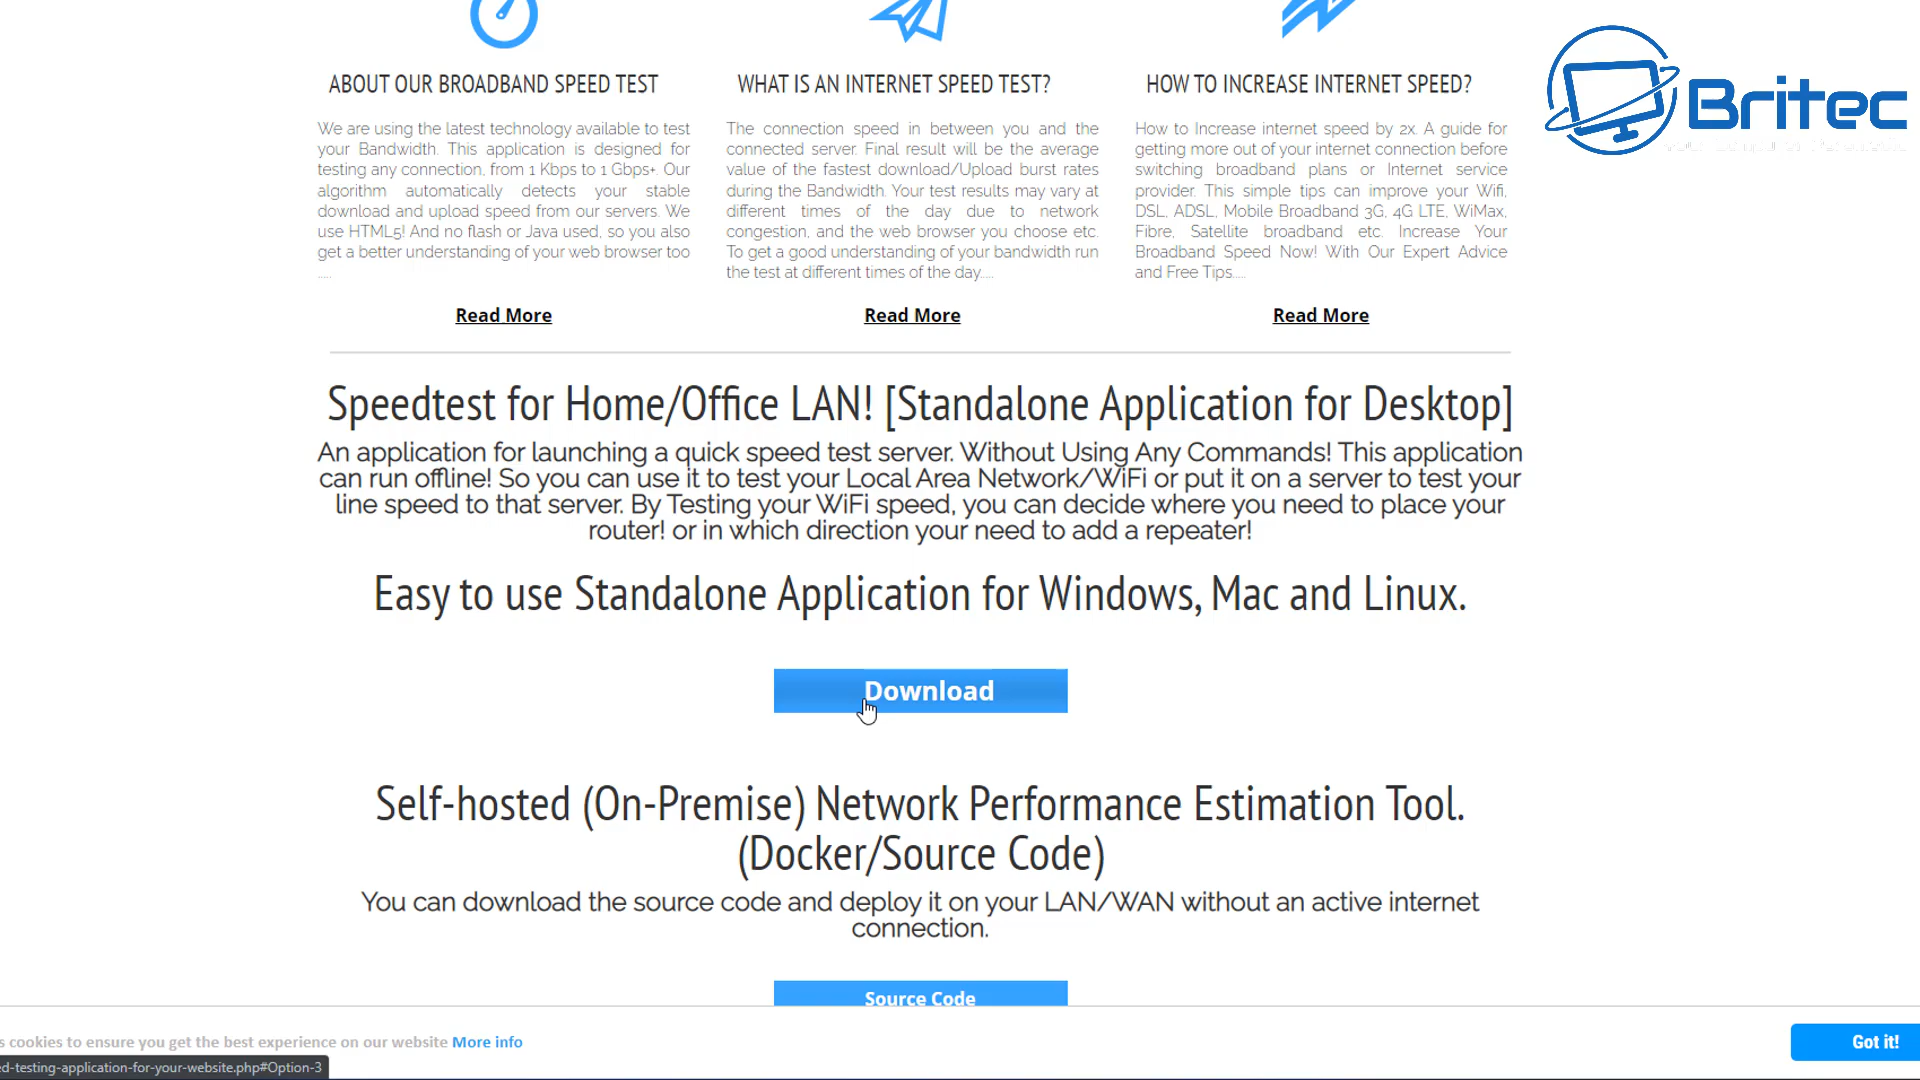 Britec
ABOUT OUR BROADBAND SPEED TEST
We are using the latest technology available to test
your Bandwidth. This application is designed for
testing any connection, from 1 Kbps to 1 Gbps+. Our
algorithm automatically detects your stable
download and upload speed from our servers. We
use HTML5! And no flash or Java used, so you also
get a better understanding of your web browser too
.....
Read More
WHAT IS AN INTERNET SPEED TEST?
The connection speed in between you and the
connected server. Final result will be the average
value of the fastest download/Upload burst rates
during the Bandwidth. Your test results may vary at
different times of the day due to network
congestion, and the web browser you choose etc.
To get a good understanding of your bandwidth run
the test at different times of the day.....
Read More
HOW TO INCREASE INTERNET SPEED?
How to Increase internet speed by 2x. A guide for
getting more out of your internet connection before
switching broadband plans or Internet service
provider. This simple tips can improve your Wifi,
DSL, ADSL, Mobile Broadband 3G, 4G LTE, WiMax,
Fibre, Satellite broadband etc. Increase Your
Broadband Speed Now! With Our Expert Advice
and Free Tips.....
Read More
Speedtest for Home/Office LAN! [Standalone Application for Desktop]
An application for launching a quick speed test server. Without Using Any Commands! This application
can run offline! So you can use it to test your Local Area Network/WiFi or put it on a server to test your
line speed to that server. By Testing your WiFi speed, you can decide where you need to place your
router! or in which direction your need to add a repeater!
Easy to use Standalone Application for Windows, Mac and Linux.
Download
Self-hosted (On-Premise) Network Performance Estimation Tool.
(Docker/Source Code)
You can download the source code and deploy it on your LAN/WAN without an active internet
connection.
Source Code
s cookies to ensure you get the best experience on our website More info
Got it!
ed-testing-application-for-your-website.php#Option-3